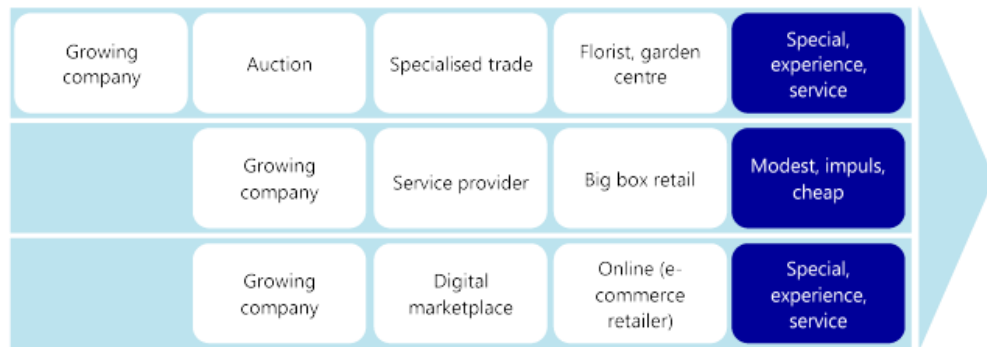 Growing
company
Auction
Specialised trade
Florist, garden
centre
Special,
experience,
service
Growing
company
Service provider
Big box retail
Modest, impuls,
cheap
Growing
company
Digital
marketplace
Online (e-
commerce
retailer)
Special,
experience,
service